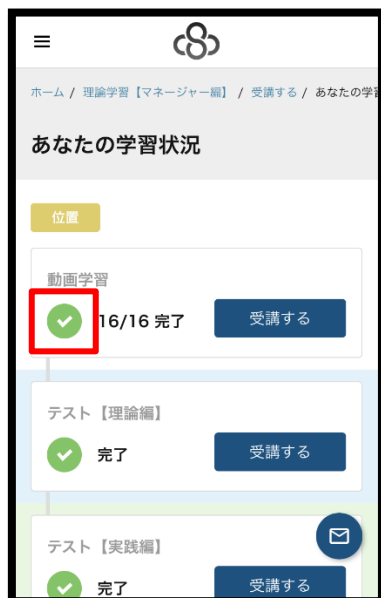 ホーム / 理論学習【マネージャー編】 / 受講する / あなたの学
あなたの学習状況
位置
動画学習
16/16 完了
受講する
テスト【理論編】
完了
受講する
テスト【実践編】
完了
受講する